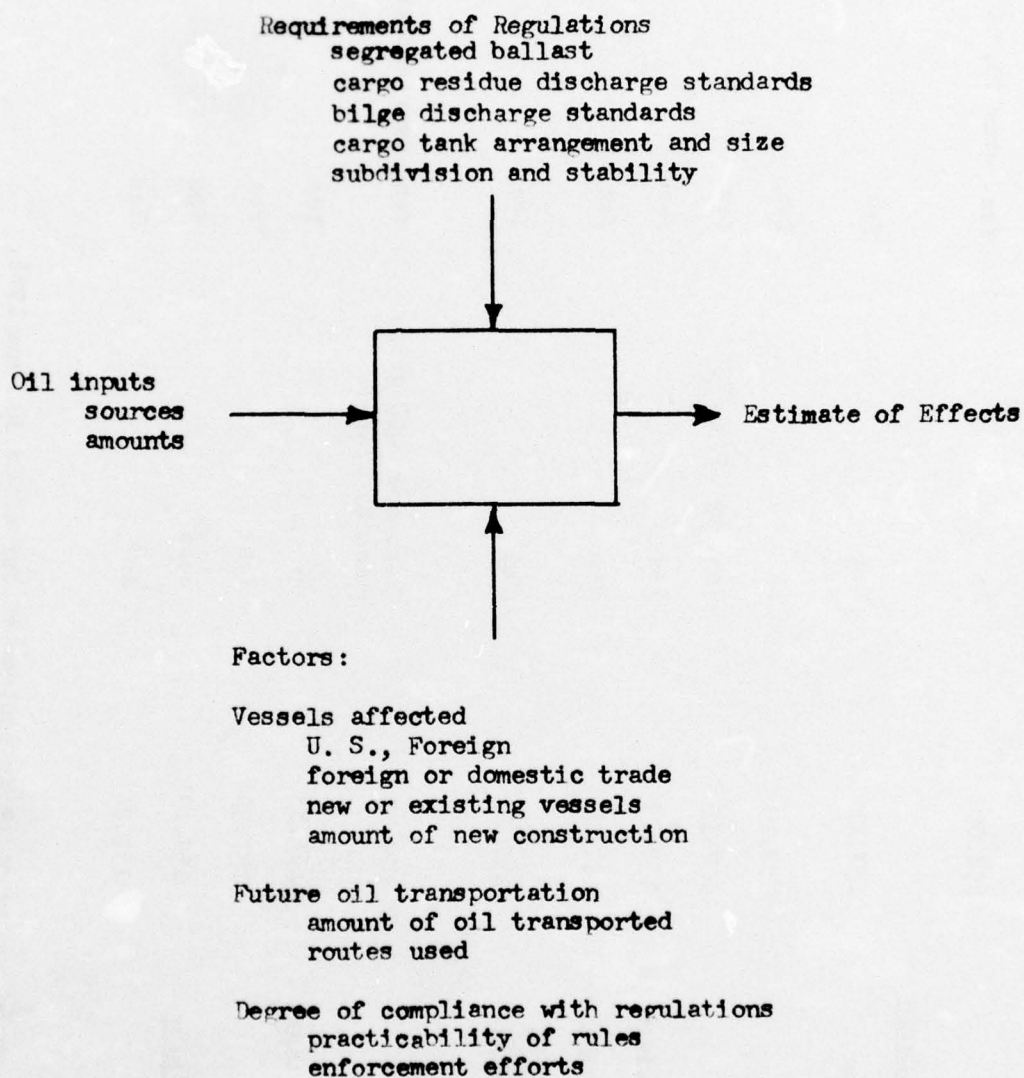 Requirements of Regulations
segregated ballast
cargo residue discharge standards
bilge discharge standards
cargo tank arrangement and size
subdivision and stability
Oil inputs
sources
amounts
Estimate of Effects
Factors:
Vessels affected
U. S., Foreign
foreign or domestic trade
new or existing vessels
amount of new construction
Future oil transportation
amount of oil transported
routes used
Degree of compliance with regulations
practicability of rules
enforcement efforts